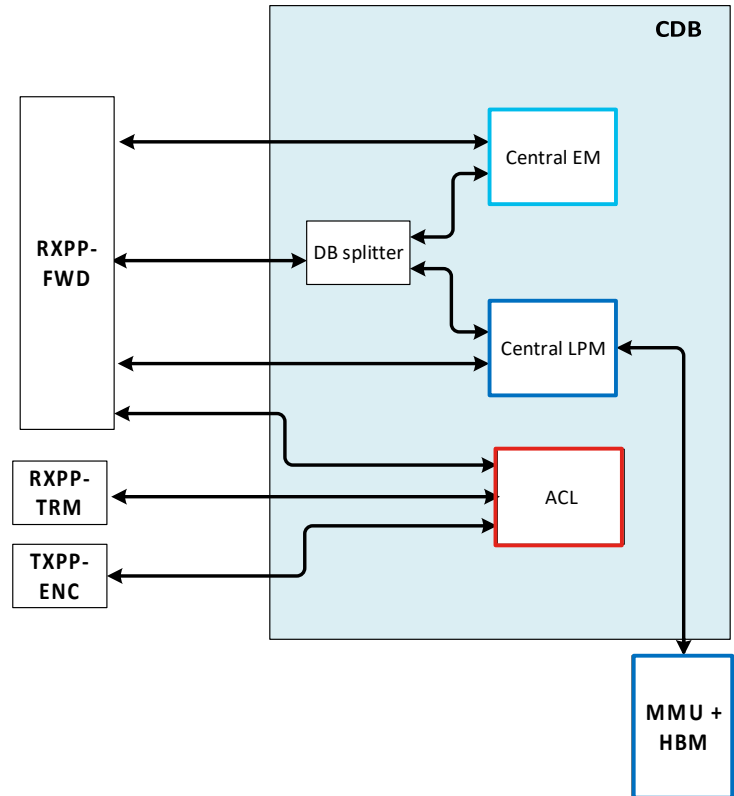 CDB
Central EM
RXPP-
FWD
DB splitter
Central LPM
RXPP-
TRM
ACL
TXPP-
ENC
MMU +
HBM